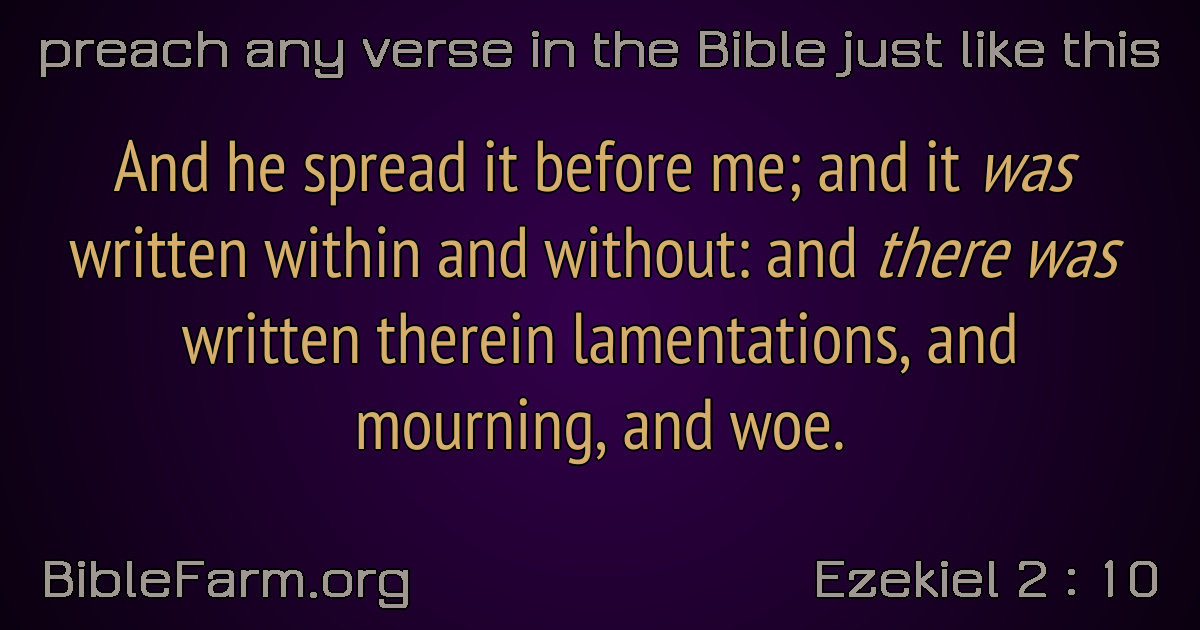 preach any verse in the Bible just like this
And he spread it before me; and it was
written within and without: and there was
written therein lamentations, and
mourning, and woe.
BibleFarm.org
Ezekiel 2 : 10